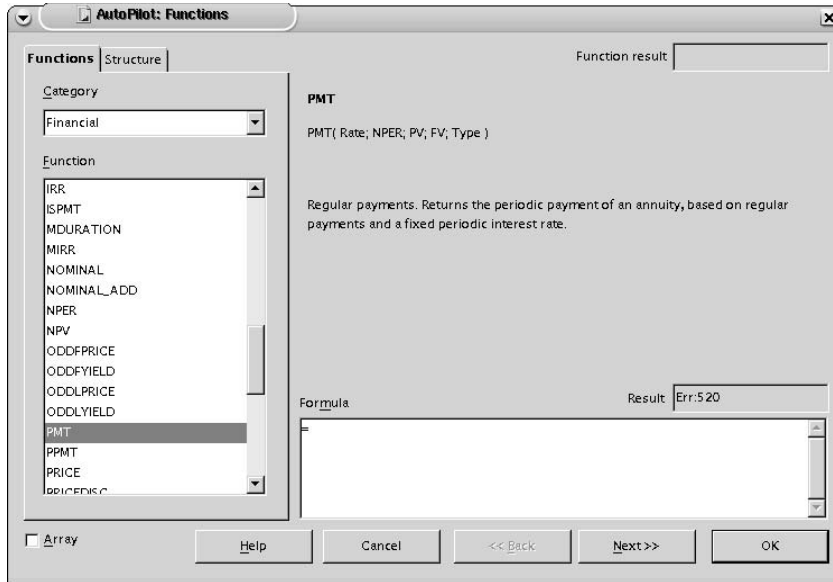 AutoPilot: Functions
Functions
Structure
Function result
Category
Financial
Function
IRR
ISPMT
MDURATION
MIRR
NOMINAL
NOMINAL_ADD
NPER
NPV
ODDFPRICE
ODDFYIELD
ODDLPRICE
ODDLYIELD
PMT
PPMT
PRICE
PRICEDISC
PMT
PMT( Rate; NPER; PV; FV; Type )
Regular payments. Returns the periodic payment of an annuity, based on regular
payments and a fixed periodic interest rate.
Formula
Result
Err:520
=
Array
Help
Cancel
<< Back
Next >>
OK